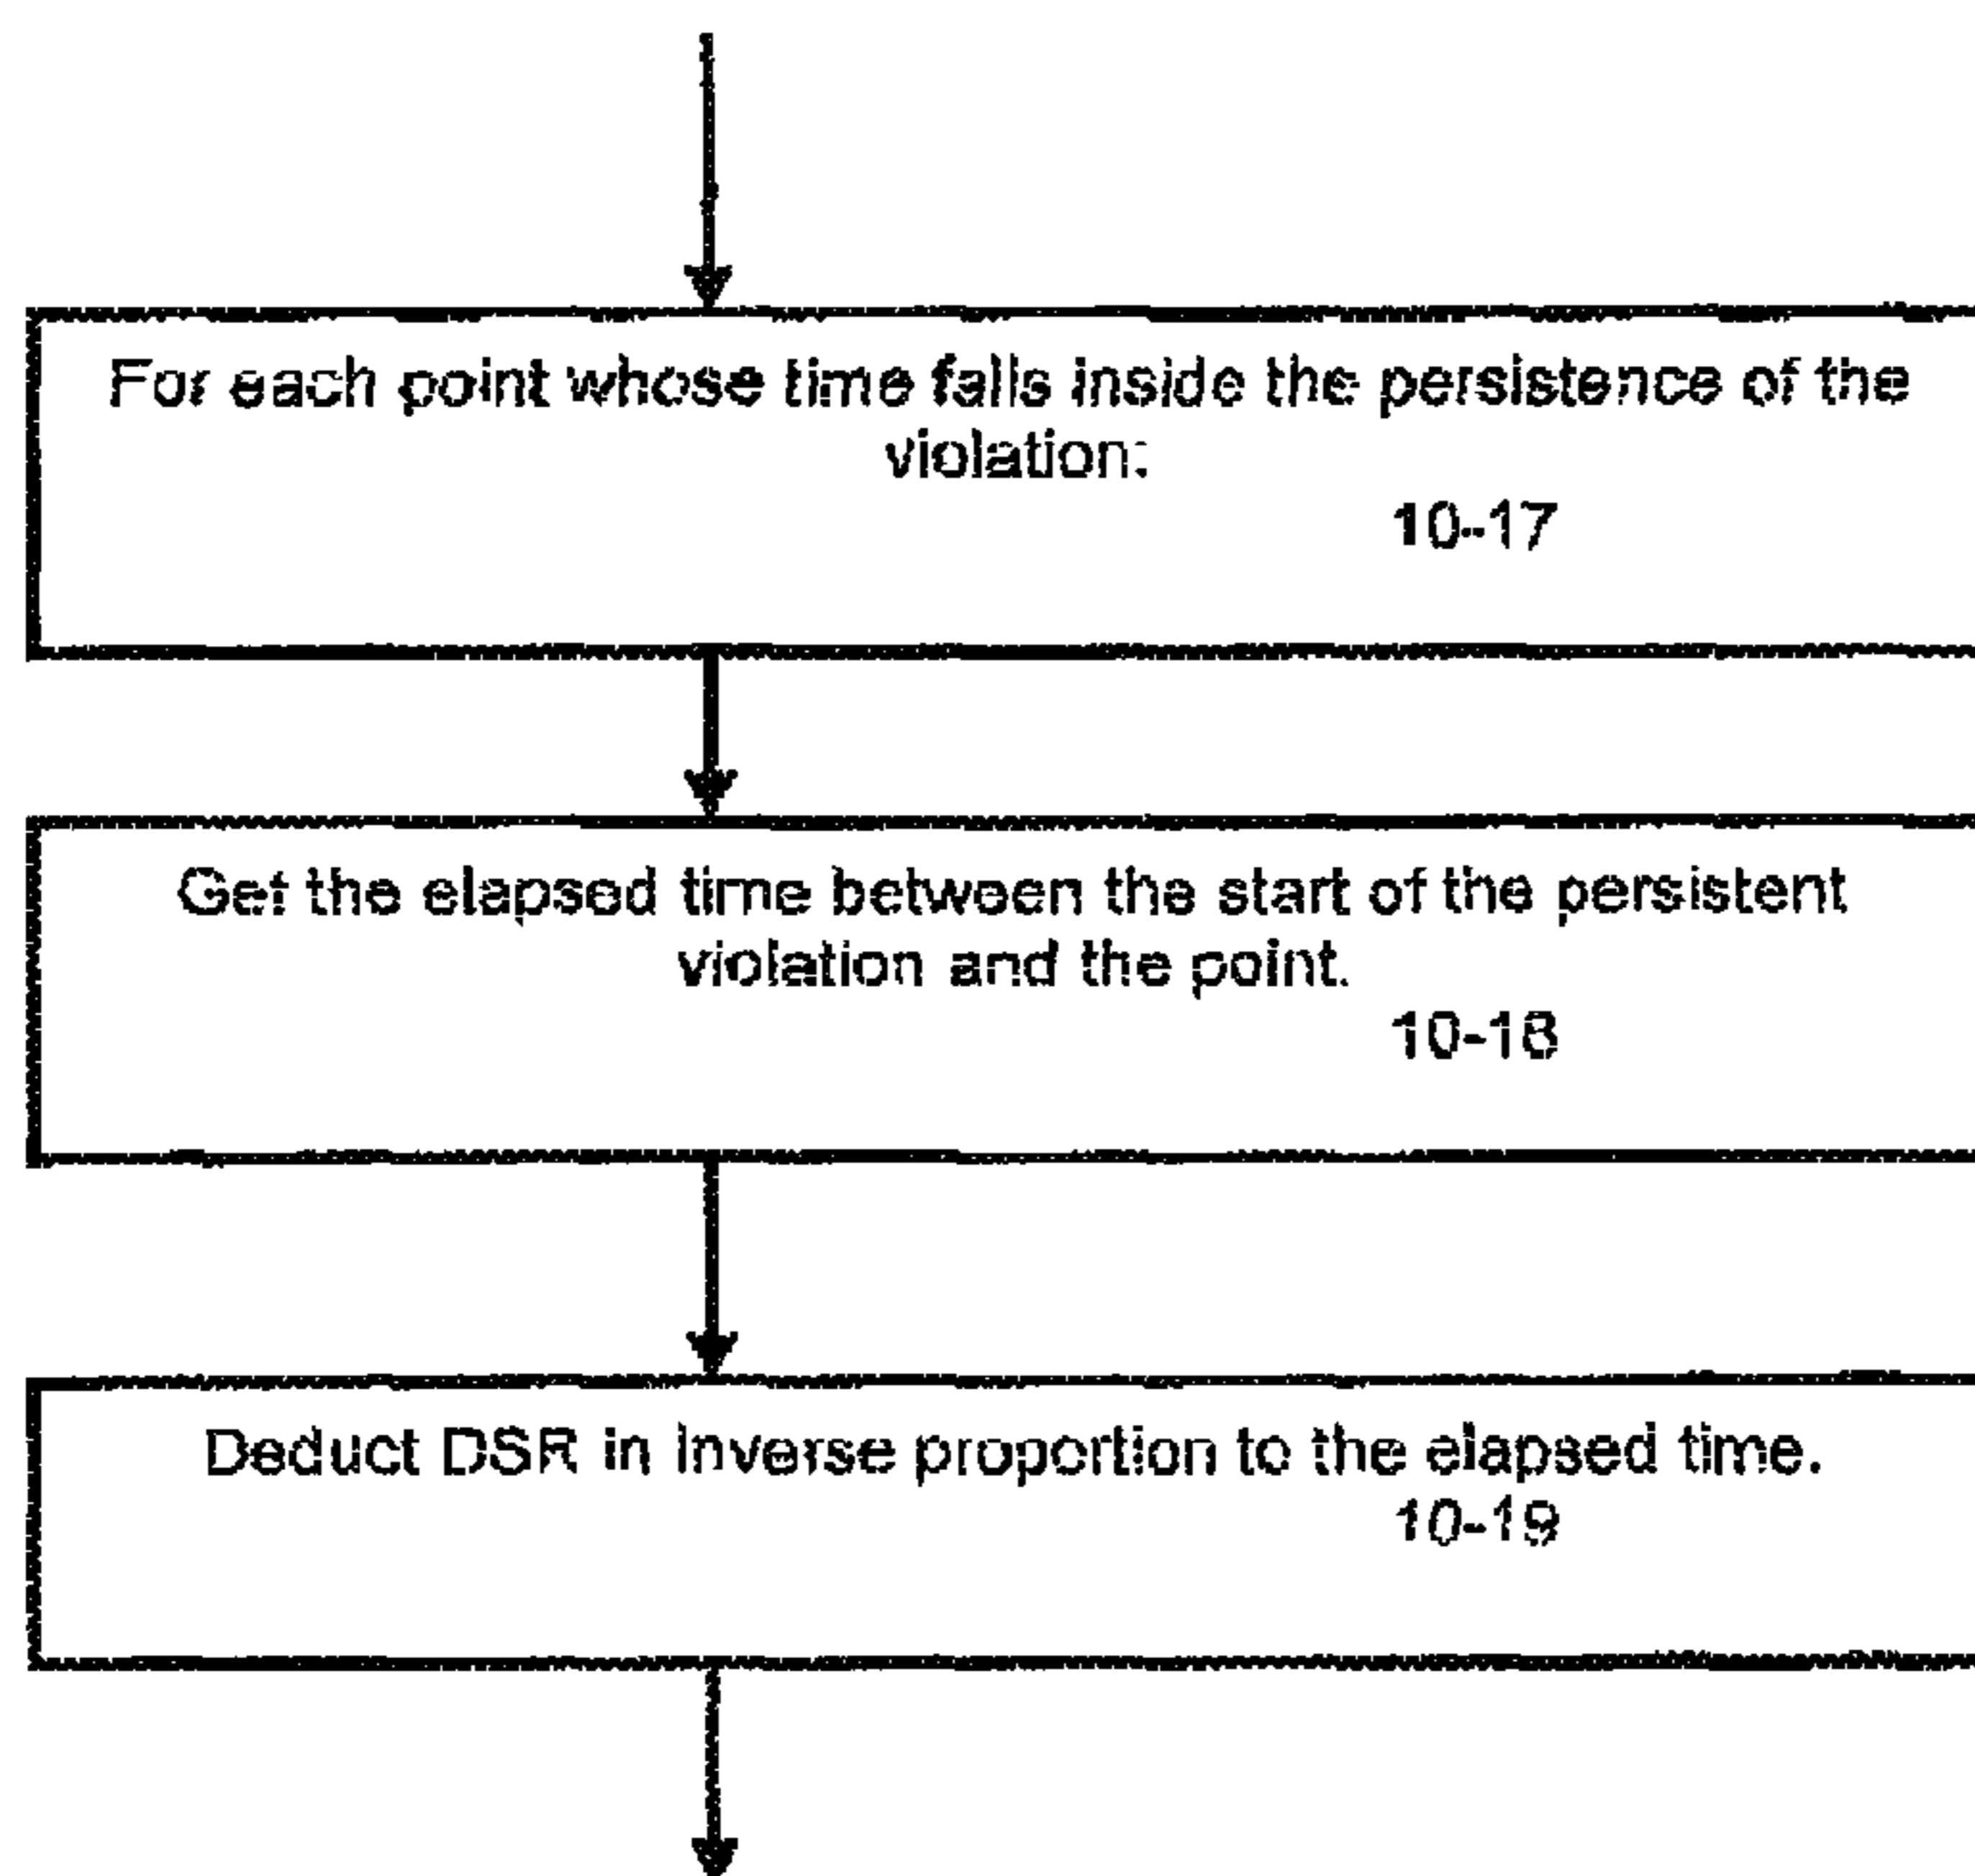 For each point whose time falls inside the persistence of the
violation:
10-17
Get the elapsed time between the start of the persistent
violation and the point.
10-18
Deduct DSR in inverse proportion to the elapsed time.
10-19